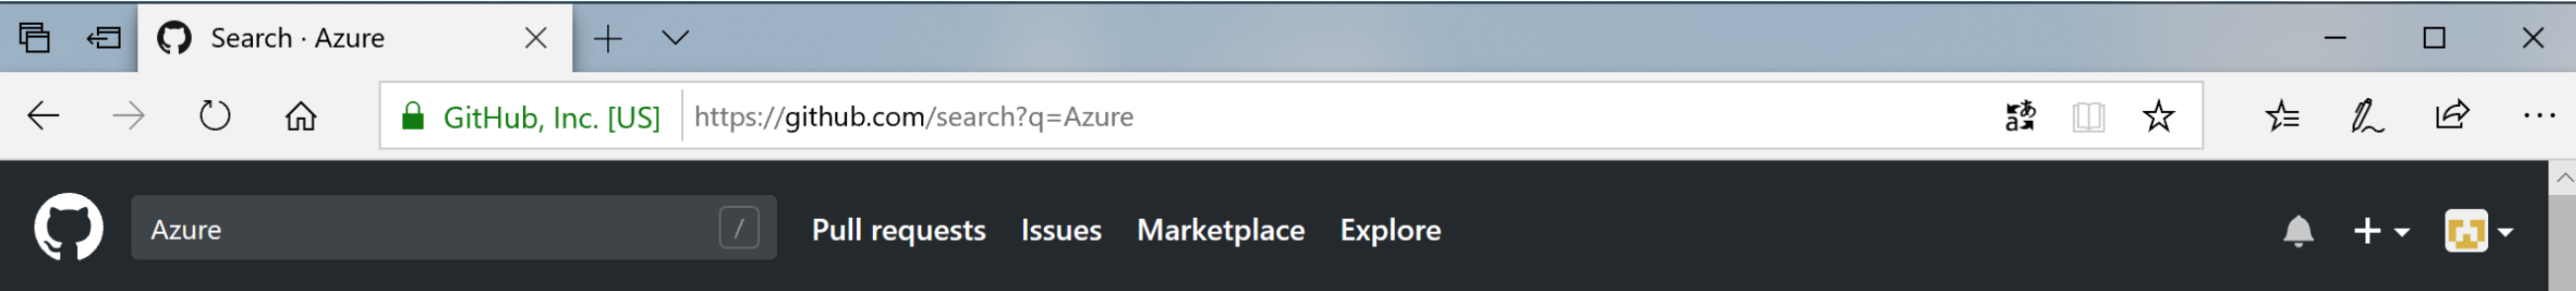 Search · Azure
GitHub, Inc. [US] https://github.com/search?q=Azure
Azure / Pull requests Issues Marketplace Explore